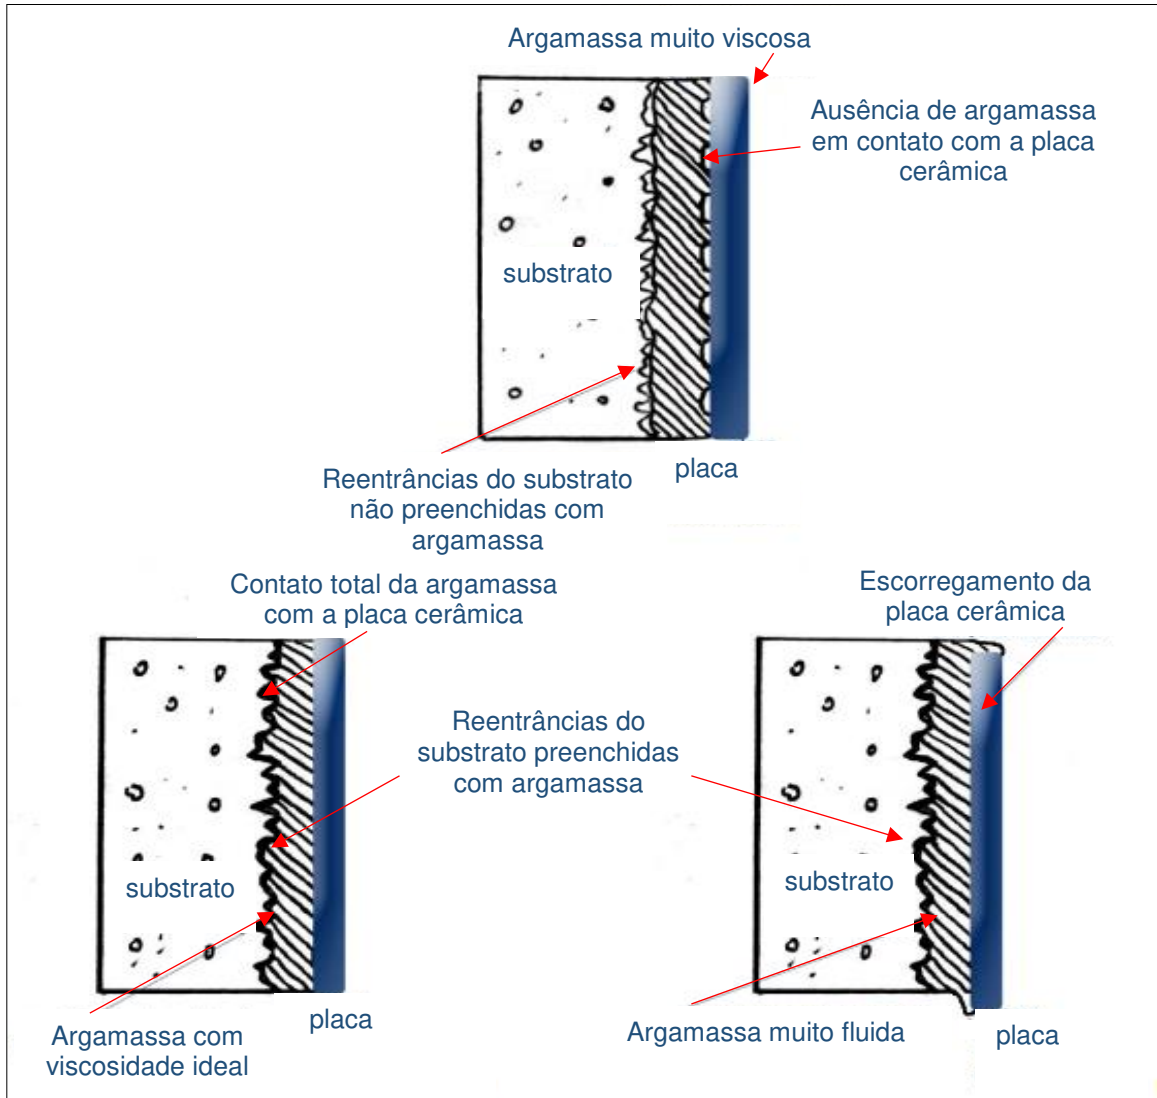 Argamassa muito viscosa
Ausência de argamassa
em contato com a placa
cerâmica
substrato
placa
Reentrâncias do substrato
não preenchidas com
argamassa
Contato total da argamassa
com a placa cerâmica
Escorregamento da
placa cerâmica
Reentrâncias do
substrato preenchidas
com argamassa
substrato
substrato
placa
Argamassa com
viscosidade ideal
Argamassa muito fluida
placa